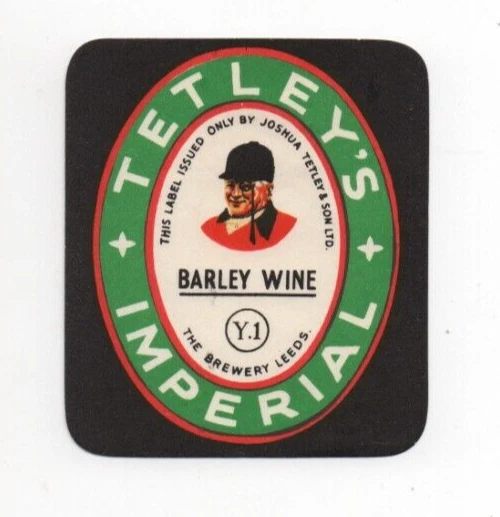 TETLEY'S
THIS LABEL ISSUED ONLY BY JOSHUA TETLEY & SON LTD.
BARLEY WINE
Y.1
THE BREWERY LEEDS.
IMPERIAL